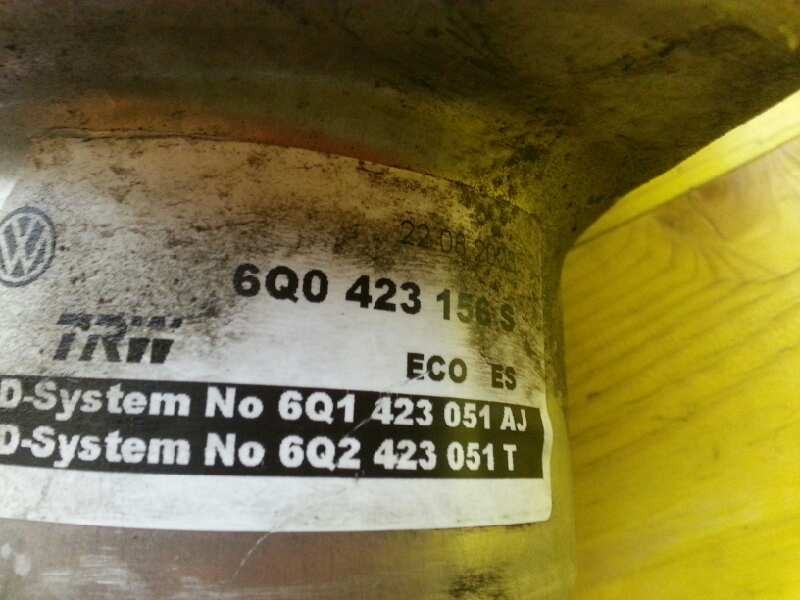 6Q0 423 156 S
TRW
ECO ES
D-System No 6Q1 423 051 AJ
D-System No 6Q2 423 051 T